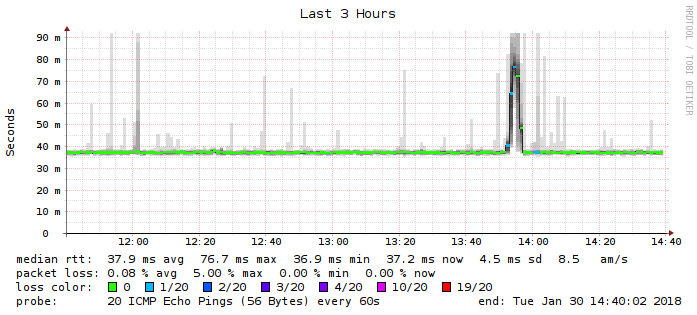 Last 3 Hours
RRDTOOL / TOBI OETIKER
Seconds
90 m
80 m
70 m
60 m
50 m
40 m
30 m
20 m
10 m
0
12:00 12:20 12:40 13:00 13:20 13:40 14:00 14:20 14:40
median rtt: 37.9 ms avg 76.7 ms max 36.9 ms min 37.2 ms now 4.5 ms sd 8.5 am/s
packet loss: 0.08 % avg 5.00 % max 0.00 % min 0.00 % now
loss color: 0 1/20 2/20 3/20 4/20 10/20 19/20
probe: 20 ICMP Echo Pings (56 Bytes) every 60s end: Tue Jan 30 14:40:02 2018